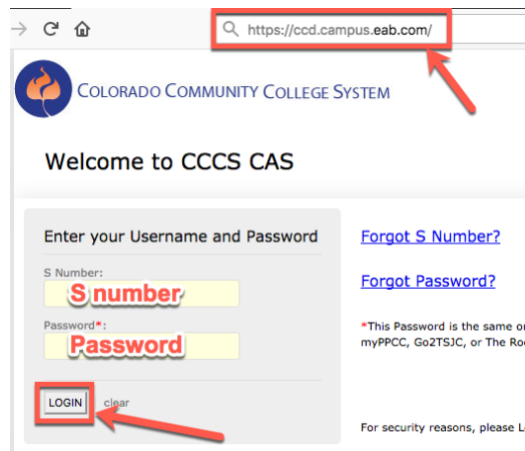 https://ccd.campus.eab.com/
COLORADO COMMUNITY COLLEGE SYSTEM
Welcome to CCCS CAS
Enter your Username and Password
S Number:
S number
Password*:
Password
LOGIN clear
Forgot S Number?
Forgot Password?
*This Password is the same
myPPCC, Go2TSJC, or The
For security reasons, please